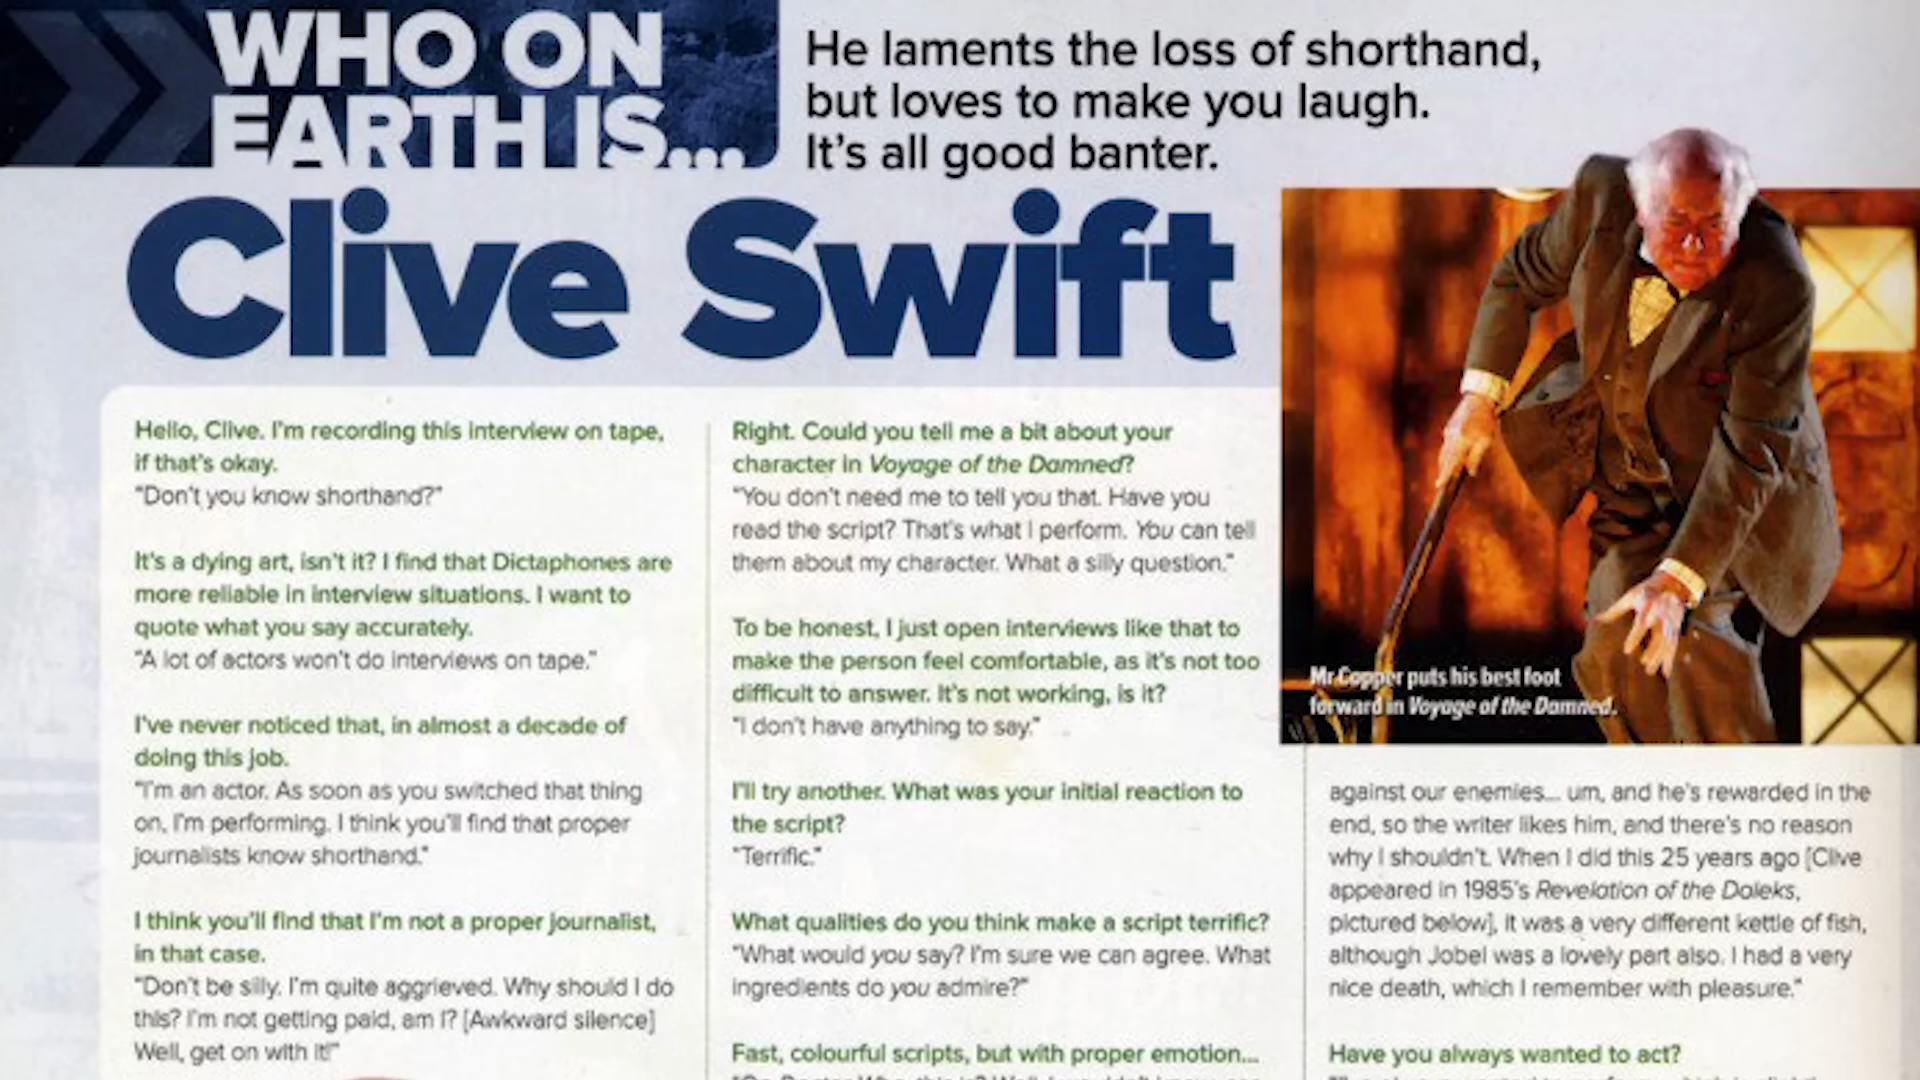 WHO ON
EARTH IS...
He laments the loss of shorthand,
but loves to make you laugh.
It's all good banter.
Clive Swift
Hello, Clive. I'm recording this interview on tape,
if that's okay.
"Don't you know shorthand?"
It's a dying art, isn't it? I find that Dictaphones are
more reliable in interview situations. I want to
quote what you say accurately.
"A lot of actors won't do interviews on tape."
I've never noticed that, in almost a decade of
doing this job.
"I'm an actor. As soon as you switched that thing
on, I'm performing. I think you'll find that proper
journalists know shorthand."
I think you'll find that I'm not a proper journalist,
in that case.
"Don't be silly. I'm quite aggrieved. Why should I do
this? I'm not getting paid, am I? [Awkward silence]
Well, get on with it!"
Right. Could you tell me a bit about your
character in Voyage of the Damned?
"You don't need me to tell you that. Have you
read the script? That's what I perform. You can tell
them about my character. What a silly question."
To be honest, I just open interviews like that to
make the person feel comfortable, as it's not too
difficult to answer. It's not working, is it?
"I don't have anything to say."
I'll try another. What was your initial reaction to
the script?
"Terrific."
What qualities do you think make a script terrific?
"What would you say? I'm sure we can agree. What
ingredients do you admire?"
Fast, colourful scripts, but with proper emotion...
Mr Copper puts his best foot
forward in Voyage of the Damned.
against our enemies... um, and he's rewarded in the
end, so the writer likes him, and there's no reason
why I shouldn't. When I did this 25 years ago [Clive
appeared in 1985's Revelation of the Daleks,
pictured below], it was a very different kettle of fish,
although Jobel was a lovely part also. I had a very
nice death, which I remember with pleasure."
Have you always wanted to act?